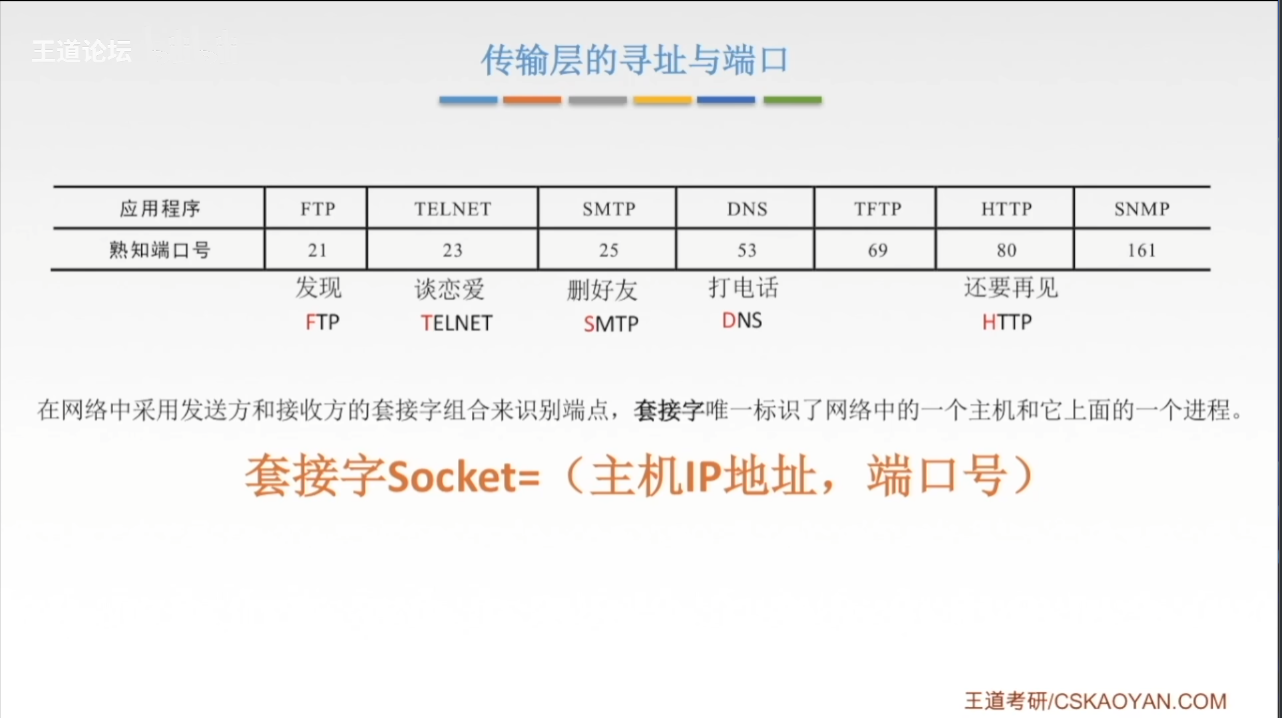 王道论坛
传输层的寻址与端口
应用程序 FTP TELNET SMTP DNS TFTP HTTP SNMP
熟知端口号 21 23 25 53 69 80 161
发现 谈恋爱 删好友 打电话 还要再见
FTP TELNET SMTP DNS HTTP
在网络中采用发送方和接收方的套接字组合来识别端点，套接字唯一标识了网络中的一个主机和它上面的一个进程。
套接字Socket=（主机IP地址，端口号）
王道考研/CSKAOYAN.COM